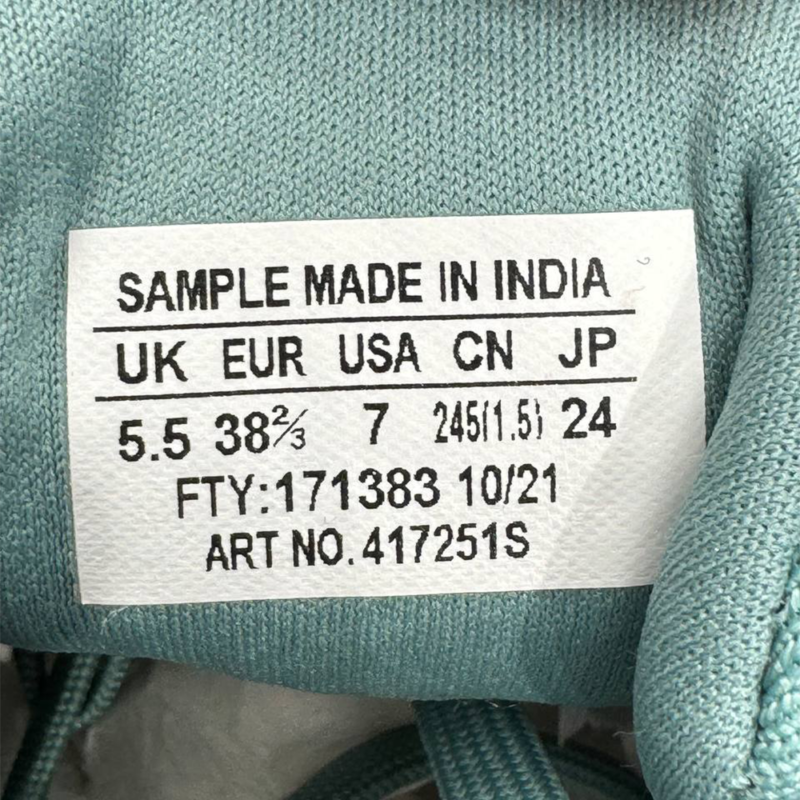 SAMPLE MADE IN INDIA
UK EUR USA CN JP
5.5 38⅔ 7 245(1.5) 24
FTY:171383 10/21
ART NO. 417251S